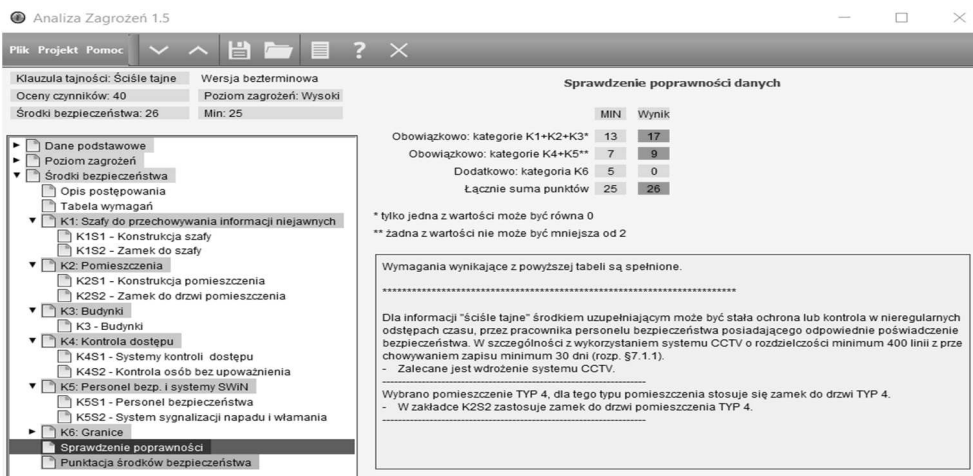 Analiza Zagrożeń 1.5
Plik Projekt Pomoc
Klauzula tajności: Ściśle tajne
Wersja bezterminowa
Oceny czynników: 40
Poziom zagrożeń: Wysoki
Środki bezpieczeństwa: 26
Min: 25
Dane podstawowe
Poziom zagrożeń
Środki bezpieczeństwa
Opis postępowania
Tabela wymagań
K1: Szafy do przechowywania informacji niejawnych
K1S1 - Konstrukcja szafy
K1S2 - Zamek do szafy
K2: Pomieszczenia
K2S1 - Konstrukcja pomieszczenia
K2S2 - Zamek do drzwi pomieszczenia
K3: Budynki
K3 - Budynki
K4: Kontrola dostępu
K4S1 - Systemy kontroli dostępu
K4S2 - Kontrola osób bez upoważnienia
K5: Personel bezp. i systemy SWiN
K5S1 - Personel bezpieczeństwa
K5S2 - System sygnalizacji napadu i włamania
K6: Granice
Sprawdzenie poprawności
Punktacja środków bezpieczeństwa
Sprawdzenie poprawności danych
MIN Wynik
Obowiązkowo: kategorie K1+K2+K3* 13 17
Obowiązkowo: kategorie K4+K5** 7 9
Dodatkowo: kategoria K6 5 0
Łącznie suma punktów 25 26
* tylko jedna z wartości może być równa 0
** żadna z wartości nie może być mniejsza od 2
Wymagania wynikające z powyższej tabeli są spełnione.
************************************************************************
Dla informacji "ściśle tajne" środkiem uzupełniającym może być stała ochrona lub kontrola w nieregularnych
odstępach czasu, przez pracownika personelu bezpieczeństwa posiadającego odpowiednie poświadczenie
bezpieczeństwa. W szczególności z wykorzystaniem systemu CCTV o rozdzielczości minimum 400 linii z prze
chowywaniem zapisu minimum 30 dni (rozp. §7.1.1).
- Zalecane jest wdrożenie systemu CCTV.
------------------------------------------------------------------
Wybrano pomieszczenie TYP 4, dla tego typu pomieszczenia stosuje się zamek do drzwi TYP 4.
- W zakładce K2S2 zastosuje zamek do drzwi pomieszczenia TYP 4.
------------------------------------------------------------------